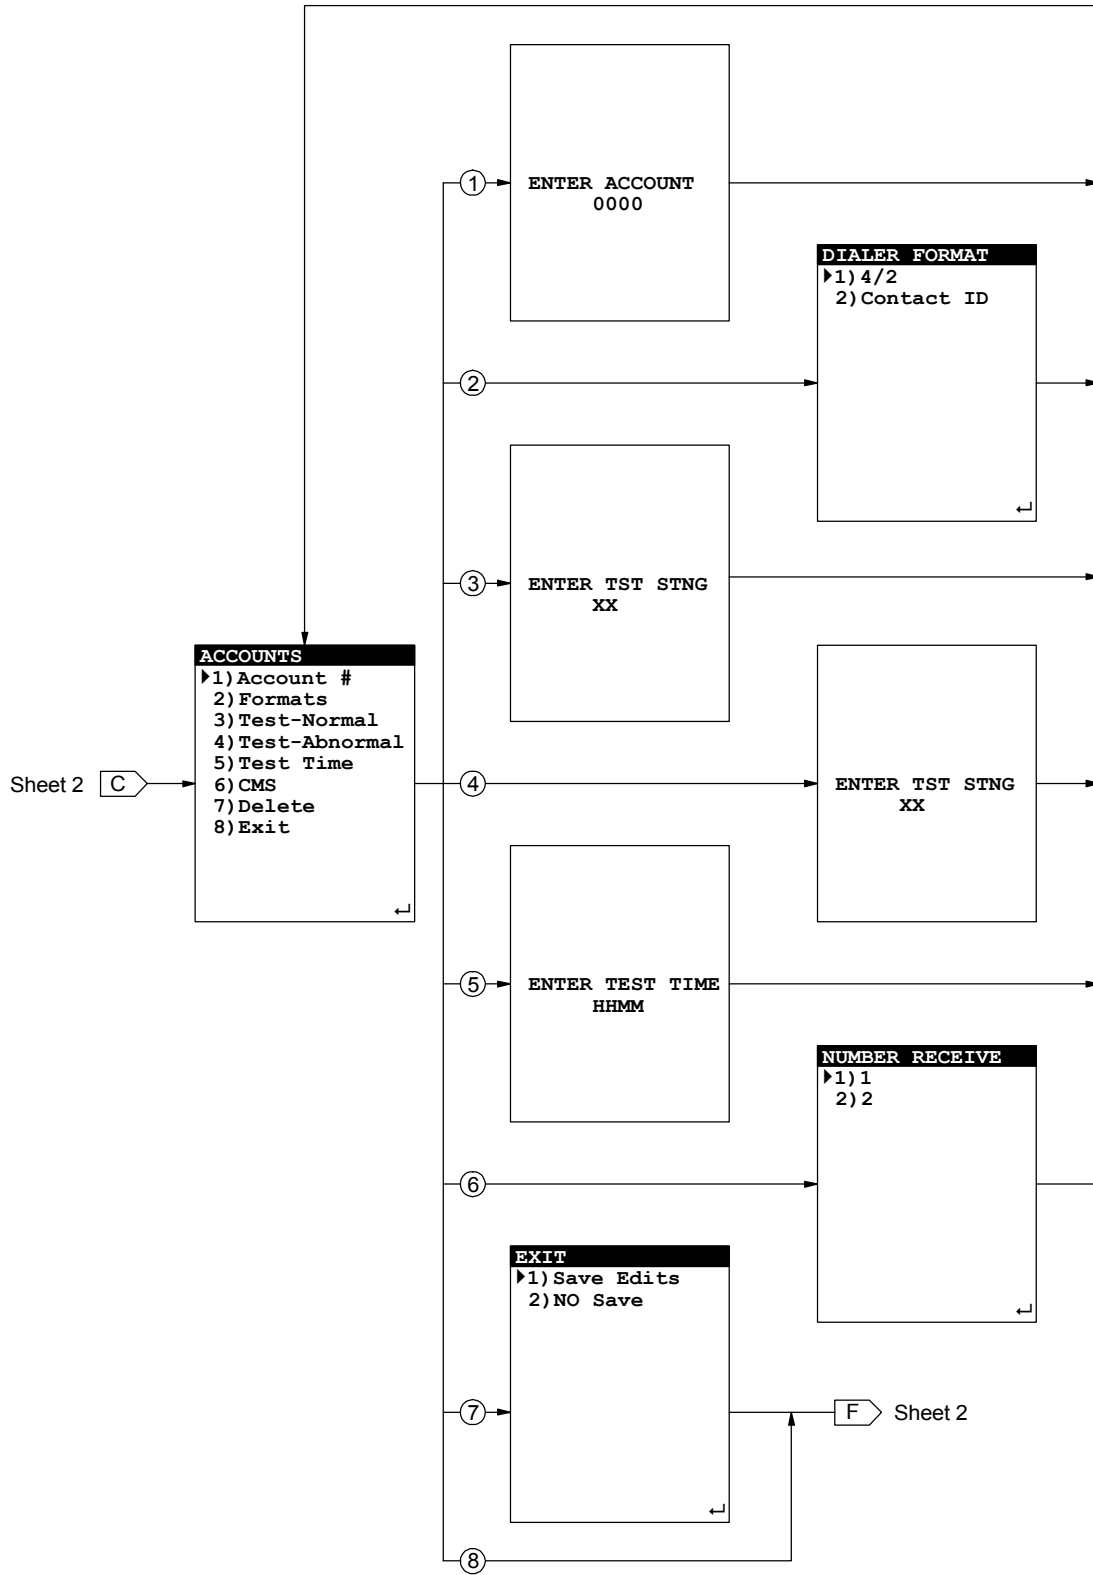 1
ENTER ACCOUNT
0000
DIALER FORMAT
1)4/2
2)Contact ID
2
3
ENTER TST STNG
XX
ACCOUNTS
1)Account #
2)Formats
3)Test-Normal
4)Test-Abnormal
5)Test Time
6)CMS
7)Delete
8)Exit
Sheet 2 C
4
ENTER TST STNG
XX
5
ENTER TEST TIME
HHMM
NUMBER RECEIVE
1)1
2)2
6
EXIT
1)Save Edits
2)NO Save
7
F Sheet 2
8